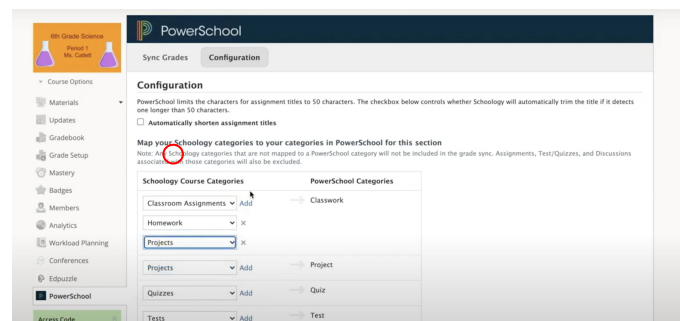 6th Grade Science
Period 1
Ms. Catlett
Course Options
Materials
Updates
Gradebook
Grade Setup
Mastery
Badges
Members
Analytics
Workload Planning
Conferences
Edpuzzle
PowerSchool
Access Code
PowerSchool
Sync Grades Configuration
Configuration
PowerSchool limits the characters for assignment titles to 50 characters. The checkbox below controls whether Schoology will automatically trim the title if it detects
one longer than 50 characters.
Automatically shorten assignment titles
Map your Schoology categories to your categories in PowerSchool for this section
Note: Any Schoology categories that are not mapped to a PowerSchool category will not be included in the grade sync. Assignments, Test/Quizzes, and Discussions
associated with those categories will also be excluded.
Schoology Course Categories PowerSchool Categories
Classroom Assignments Add Classwork
Homework
Projects
Projects Add Project
Quizzes Add Quiz
Tests Add Test